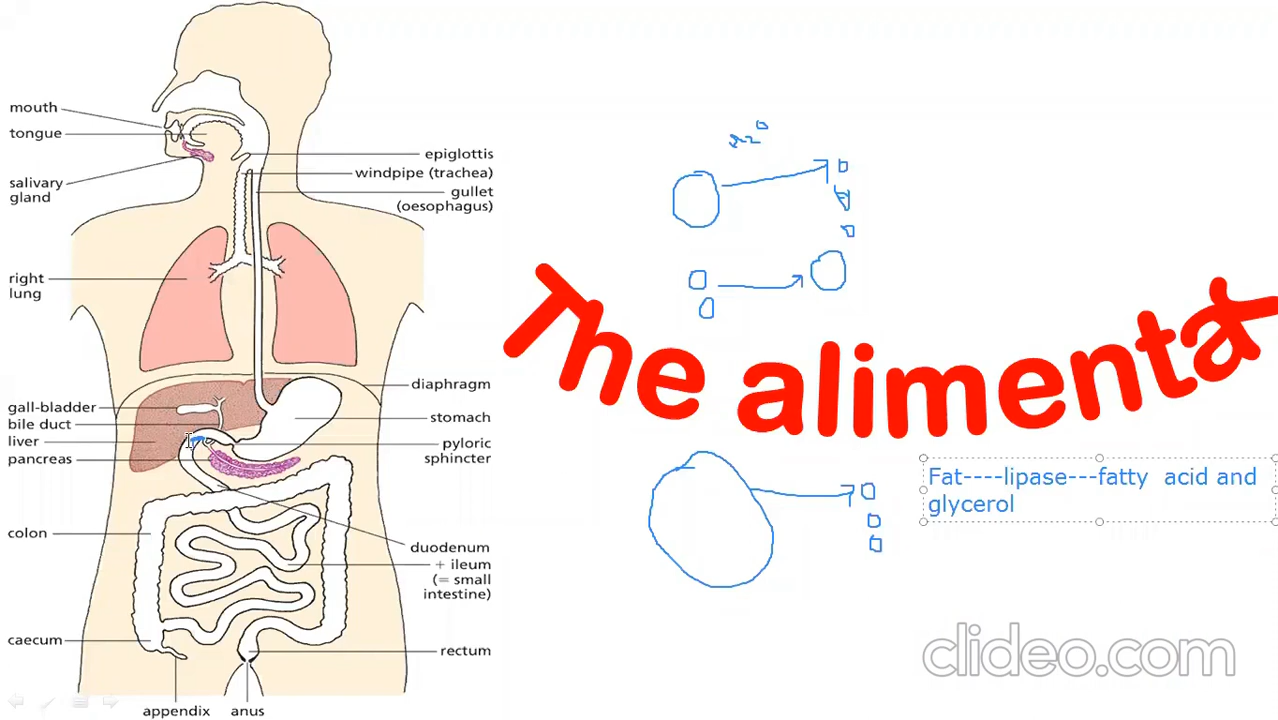 mouth
tongue
salivary
gland
epiglottis
windpipe (trachea)
gullet
(oesophagus)
right
lung
diaphragm
gall-bladder
bile duct
liver
pancreas
stomach
pyloric
sphincter
colon
duodenum
+ ileum
(= small
intestine)
caecum
rectum
appendix
anus
The alimenta
Fat----lipase---fatty acid and
glycerol
clideo.com